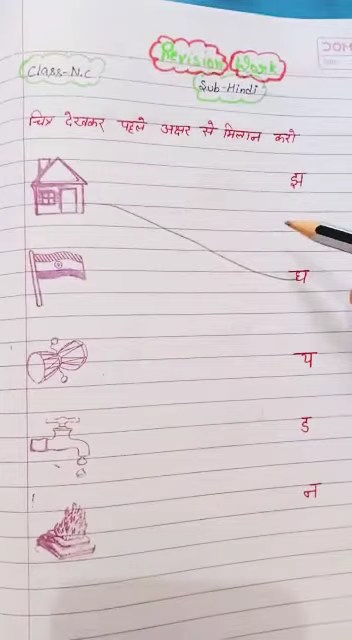 Revision Work
Class-N.C
Sub-Hindi
चित्र देखकर पहले अक्षर से मिलान करो
झ
घ
य
ड
न